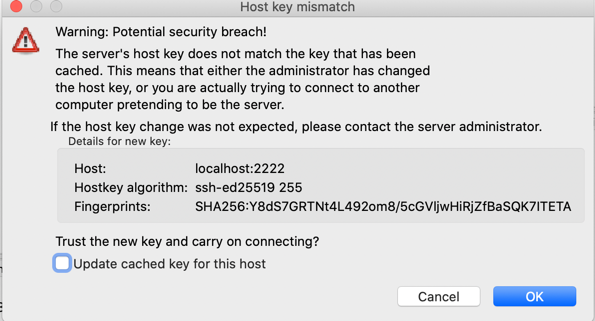 Host key mismatch
Warning: Potential security breach!
The server's host key does not match the key that has been
cached. This means that either the administrator has changed
the host key, or you are actually trying to connect to another
computer pretending to be the server.
If the host key change was not expected, please contact the server administrator.
Details for new key:
Host: localhost:2222
Hostkey algorithm: ssh-ed25519 255
Fingerprints: SHA256:Y8dS7GRTNt4L492om8/5cGVljwHiRjZfBaSQK7ITETA
Trust the new key and carry on connecting?
Update cached key for this host
Cancel OK